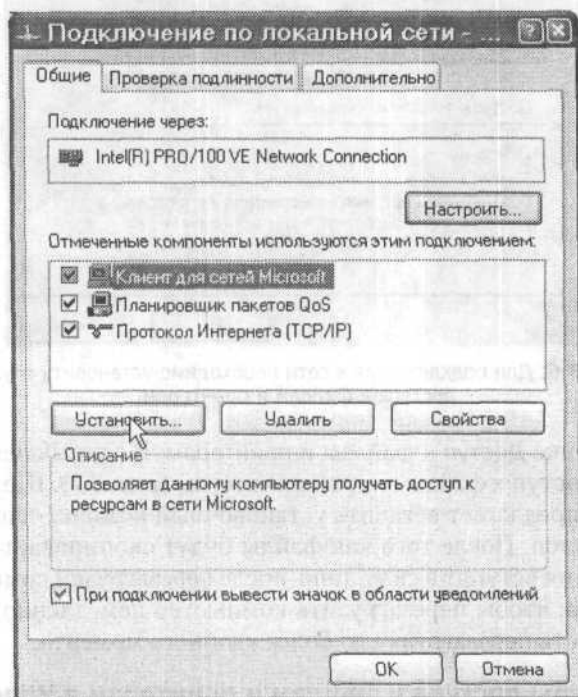 Подключение по локальной сети - ...
Общие Проверка подлинности Дополнительно
Подключение через:
Intel(R) PRO/100 VE Network Connection
Настроить...
Отмеченные компоненты используются этим подключением:
Клиент для сетей Microsoft
Планировщик пакетов QoS
Протокол Интернета (TCP/IP)
Установить... Удалить Свойства
Описание
Позволяет данному компьютеру получать доступ к
ресурсам в сети Microsoft.
При подключении вывести значок в области уведомлений
OK Отмена